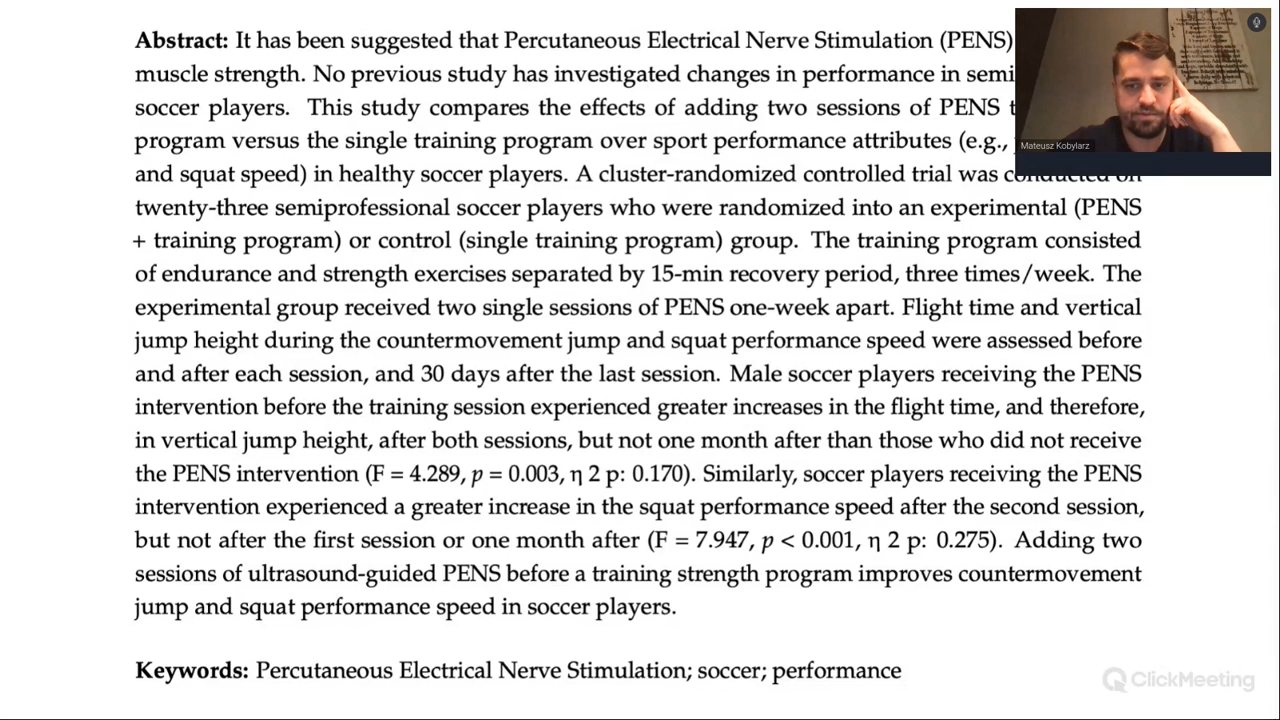 Abstract: It has been suggested that Percutaneous Electrical Nerve Stimulation (PENS)
muscle strength. No previous study has investigated changes in performance in semi
soccer players. This study compares the effects of adding two sessions of PENS
program versus the single training program over sport performance attributes (e.g.,
and squat speed) in healthy soccer players. A cluster-randomized controlled trial was conducted on
twenty-three semiprofessional soccer players who were randomized into an experimental (PENS
+ training program) or control (single training program) group. The training program consisted
of endurance and strength exercises separated by 15-min recovery period, three times/week. The
experimental group received two single sessions of PENS one-week apart. Flight time and vertical
jump height during the countermovement jump and squat performance speed were assessed before
and after each session, and 30 days after the last session. Male soccer players receiving the PENS
intervention before the training session experienced greater increases in the flight time, and therefore,
in vertical jump height, after both sessions, but not one month after than those who did not receive
the PENS intervention (F = 4.289, p = 0.003, η 2 p: 0.170). Similarly, soccer players receiving the PENS
intervention experienced a greater increase in the squat performance speed after the second session,
but not after the first session or one month after (F = 7.947, p < 0.001, η 2 p: 0.275). Adding two
sessions of ultrasound-guided PENS before a training strength program improves countermovement
jump and squat performance speed in soccer players.
Keywords: Percutaneous Electrical Nerve Stimulation; soccer; performance
Mateusz Kobylarz
ClickMeeting